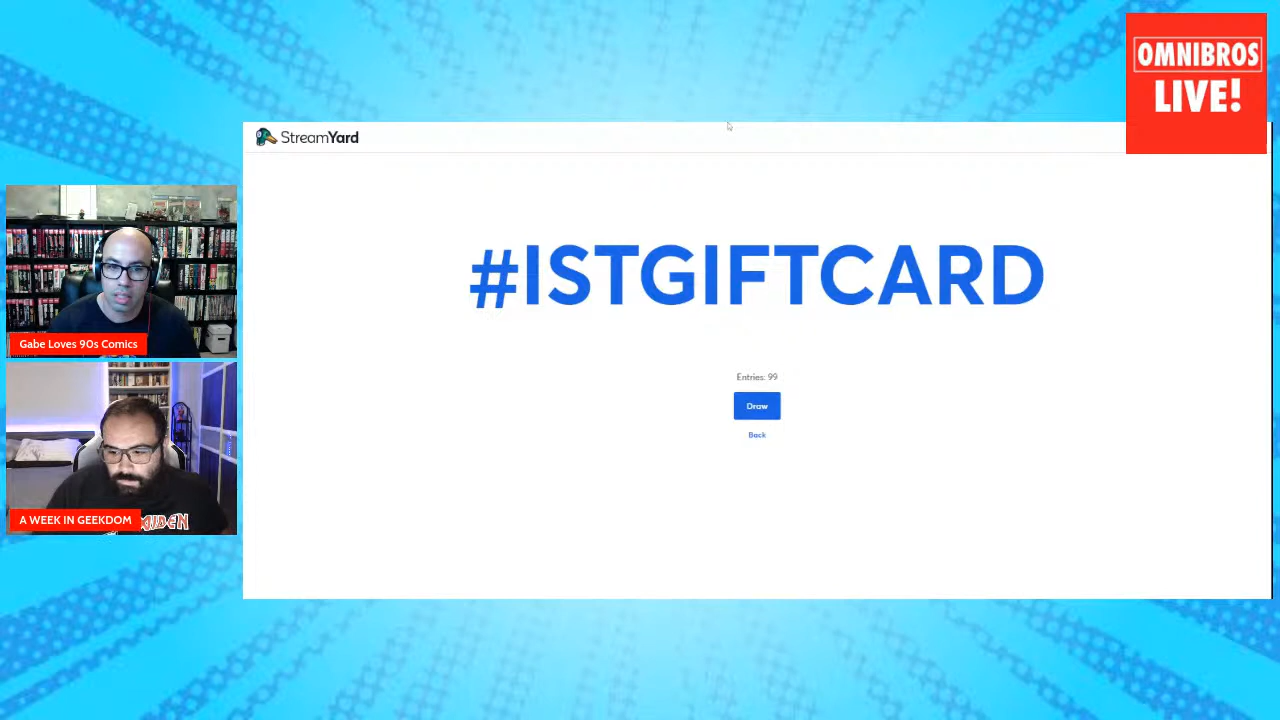 OMNIBROS
LIVE!
StreamYard
#ISTGIFTCARD
Entries: 99
Draw
Back
Gabe Loves 90s Comics
A WEEK IN GEEKDOM